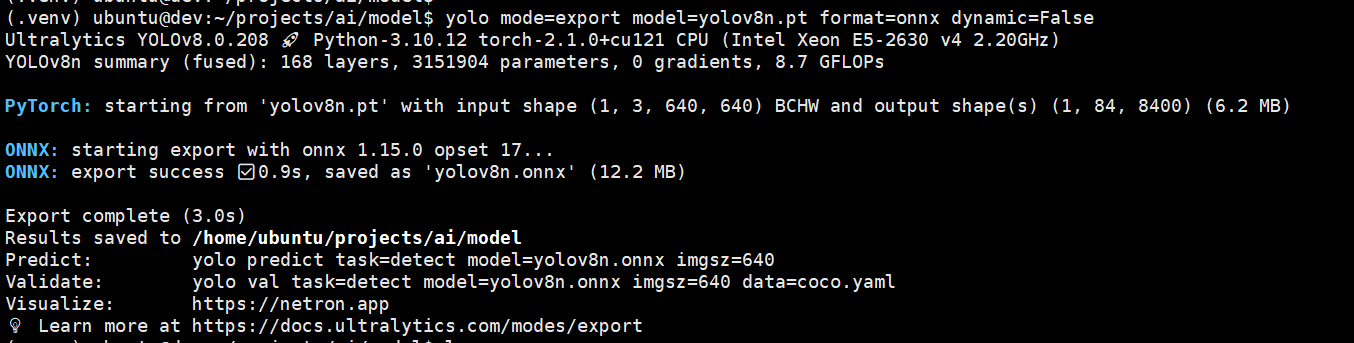 (.venv) ubuntu@dev:~/projects/ai/model$
(.venv) ubuntu@dev:~/projects/ai/model$ yolo mode=export model=yolov8n.pt format=onnx dynamic=False
Ultralytics YOLOv8.0.208 🚀 Python-3.10.12 torch-2.1.0+cu121 CPU (Intel Xeon E5-2630 v4 2.20GHz)
YOLOv8n summary (fused): 168 layers, 3151904 parameters, 0 gradients, 8.7 GFLOPs
PyTorch: starting from 'yolov8n.pt' with input shape (1, 3, 640, 640) BCHW and output shape(s) (1, 84, 8400) (6.2 MB)
ONNX: starting export with onnx 1.15.0 opset 17...
ONNX: export success ✅ 0.9s, saved as 'yolov8n.onnx' (12.2 MB)
Export complete (3.0s)
Results saved to /home/ubuntu/projects/ai/model
Predict: yolo predict task=detect model=yolov8n.onnx imgsz=640
Validate: yolo val task=detect model=yolov8n.onnx imgsz=640 data=coco.yaml
Visualize: https://netron.app
💡 Learn more at https://docs.ultralytics.com/modes/export